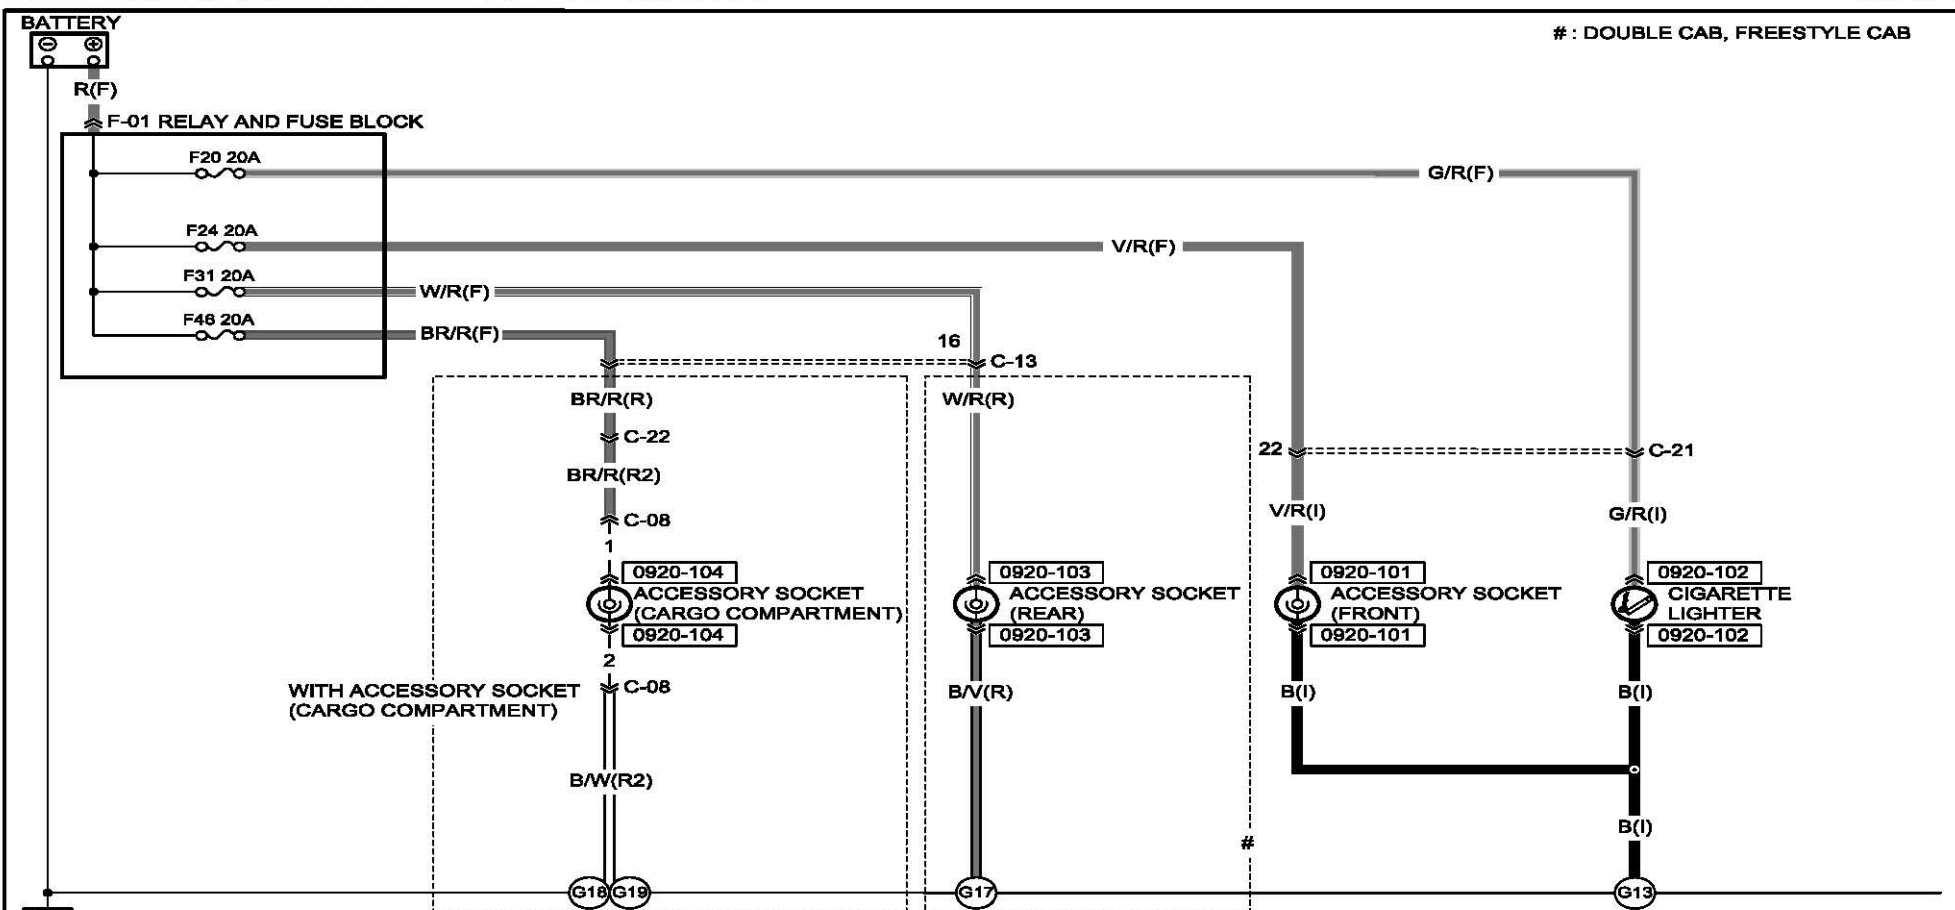 BATTERY
# : DOUBLE CAB, FREESTYLE CAB
R(F)
F-01 RELAY AND FUSE BLOCK
F20 20A
G/R(F)
F24 20A
V/R(F)
F31 20A
W/R(F)
F46 20A
BR/R(F)
16
C-13
BR/R(R)
W/R(R)
C-22
22
C-21
BR/R(R2)
V/R(I)
G/R(I)
C-08
1
0920-104
ACCESSORY SOCKET
(CARGO COMPARTMENT)
0920-104
0920-103
ACCESSORY SOCKET
(REAR)
0920-103
0920-101
ACCESSORY SOCKET
(FRONT)
0920-101
0920-102
CIGARETTE
LIGHTER
0920-102
2
C-08
WITH ACCESSORY SOCKET
(CARGO COMPARTMENT)
B/V(R)
B(I)
B(I)
B/W(R2)
B(I)
#
G18
G19
G17
G13